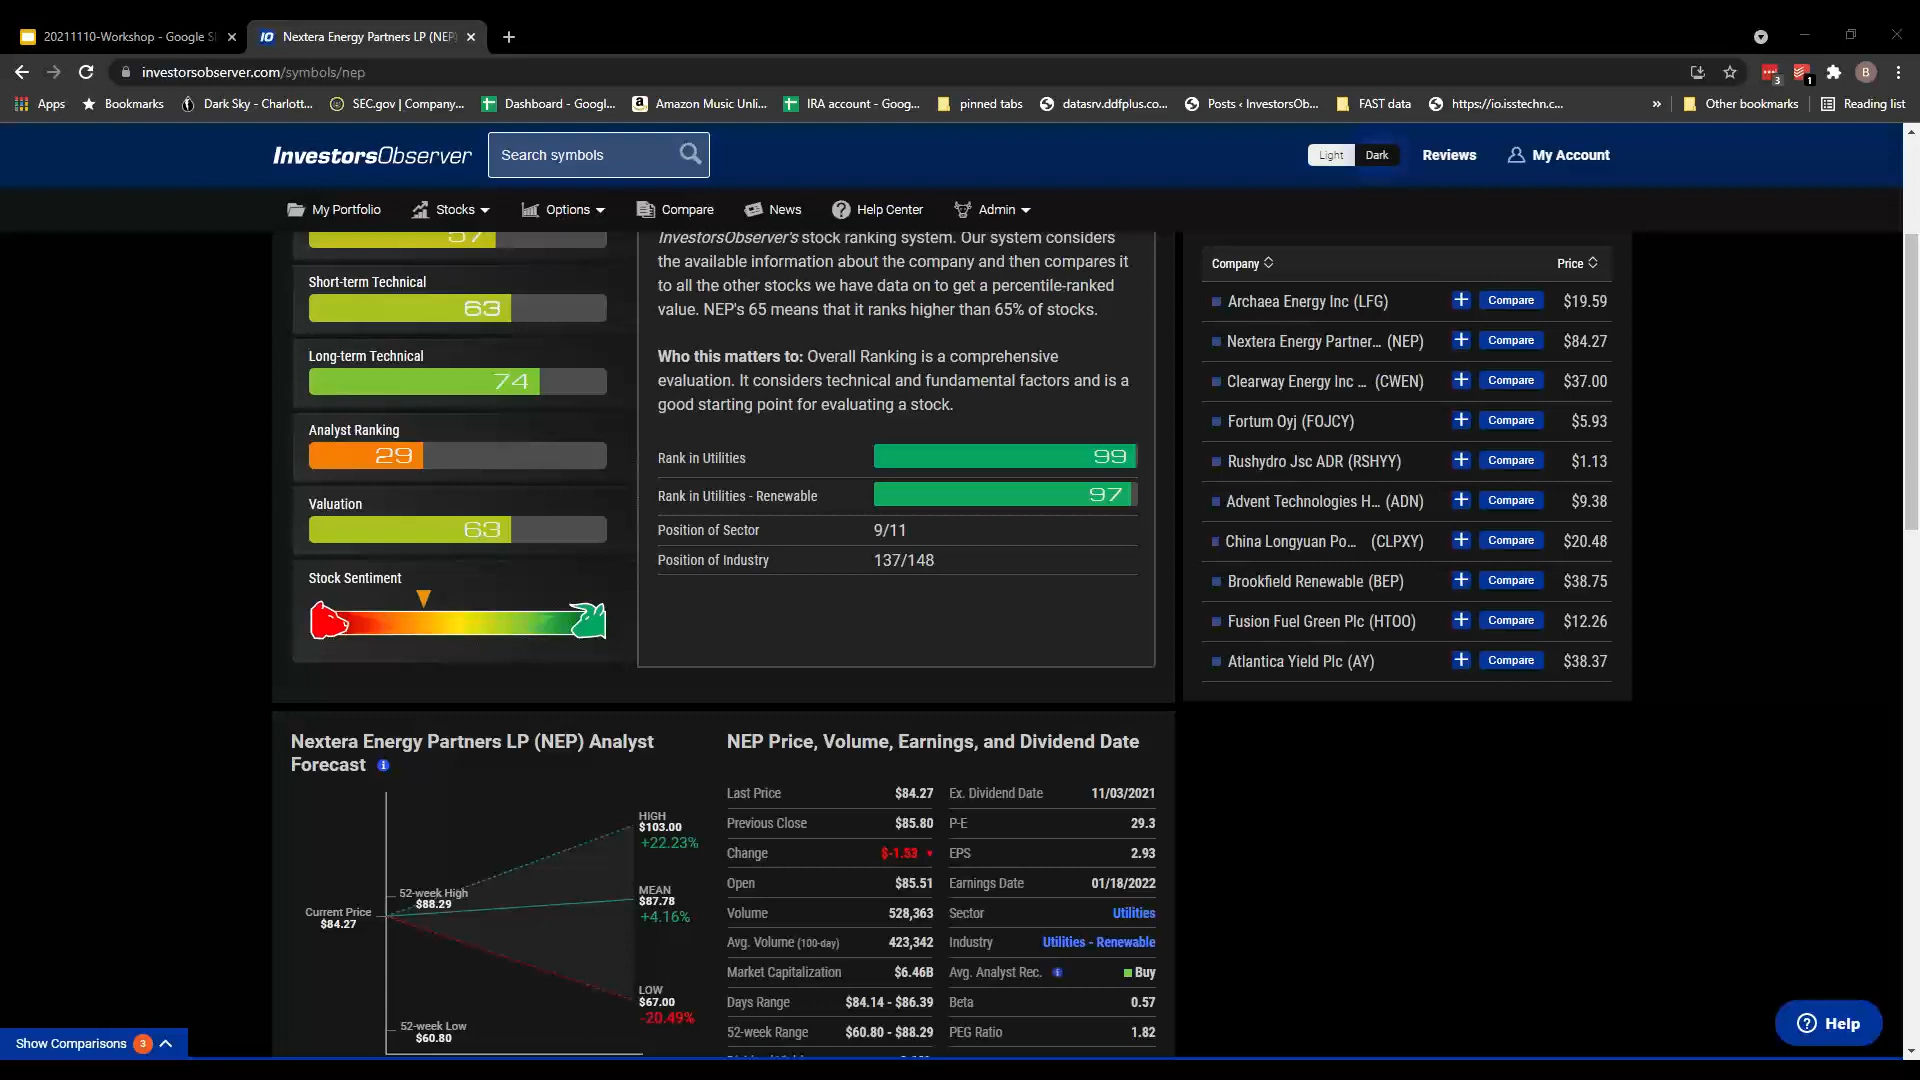 20211110-Workshop - Google Sl
Nextera Energy Partners LP (NEP)
investorsobserver.com/symbols/nep
3
1
B
Apps
Bookmarks
Dark Sky - Charlott...
SEC.gov | Company...
Dashboard - Googl...
Amazon Music Unli...
IRA account - Goog...
pinned tabs
datasrv.ddfplus.co...
Posts ‹ InvestorsOb...
FAST data
https://io.isstechn.c...
»
Other bookmarks
Reading list
InvestorsObserver
Search symbols
Light
Dark
Reviews
My Account
My Portfolio
Stocks
Options
Compare
News
Help Center
Admin
57
Short-term Technical
63
Long-term Technical
74
Analyst Ranking
29
Valuation
63
Stock Sentiment
InvestorsObserver's stock ranking system. Our system considers
the available information about the company and then compares it
to all the other stocks we have data on to get a percentile-ranked
value. NEP's 65 means that it ranks higher than 65% of stocks.
Who this matters to: Overall Ranking is a comprehensive
evaluation. It considers technical and fundamental factors and is a
good starting point for evaluating a stock.
Rank in Utilities 99
Rank in Utilities - Renewable 97
Position of Sector 9/11
Position of Industry 137/148
Company Price
Archaea Energy Inc (LFG) + Compare $19.59
Nextera Energy Partner... (NEP) + Compare $84.27
Clearway Energy Inc ... (CWEN) + Compare $37.00
Fortum Oyj (FOJCY) + Compare $5.93
Rushydro Jsc ADR (RSHYY) + Compare $1.13
Advent Technologies H... (ADN) + Compare $9.38
China Longyuan Po... (CLPXY) + Compare $20.48
Brookfield Renewable (BEP) + Compare $38.75
Fusion Fuel Green Plc (HTOO) + Compare $12.26
Atlantica Yield Plc (AY) + Compare $38.37
Nextera Energy Partners LP (NEP) Analyst
Forecast
HIGH
$103.00
+22.23%
52-week High
$88.29
MEAN
$87.78
+4.16%
Current Price
$84.27
LOW
$67.00
-20.49%
52-week Low
$60.80
NEP Price, Volume, Earnings, and Dividend Date
Last Price $84.27 Ex. Dividend Date 11/03/2021
Previous Close $85.80 P-E 29.3
Change $-1.53 EPS 2.93
Open $85.51 Earnings Date 01/18/2022
Volume 528,363 Sector Utilities
Avg. Volume (100-day) 423,342 Industry Utilities - Renewable
Market Capitalization $6.46B Avg. Analyst Rec. Buy
Days Range $84.14 - $86.39 Beta 0.57
52-week Range $60.80 - $88.29 PEG Ratio 1.82
Show Comparisons 3
Help